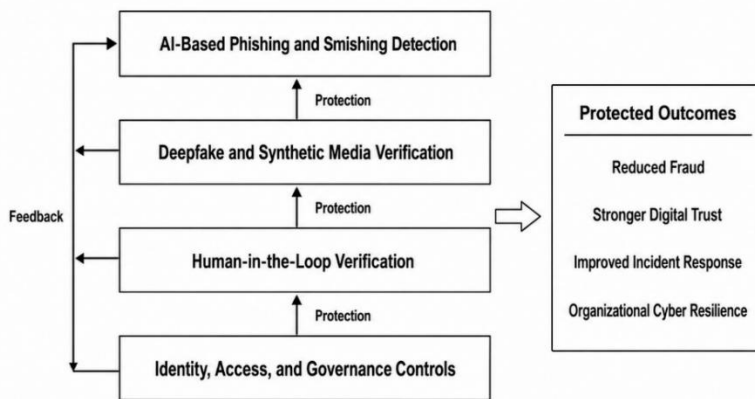 AI-Based Phishing and Smishing Detection
Protection
Deepfake and Synthetic Media Verification
Protection
Feedback
Human-in-the-Loop Verification
Protection
Identity, Access, and Governance Controls
Protected Outcomes
Reduced Fraud
Stronger Digital Trust
Improved Incident Response
Organizational Cyber Resilience